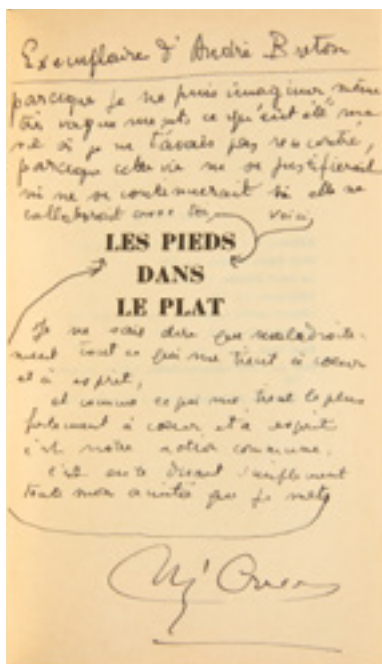 Exemplaire d'André Breton
parceque je ne puis imaginer même
très vaguement ce qu'eut été ma
vie si je ne t'avais pas rencontré,
parceque cette vie ne se justifierait
ni ne se continuerait si elle ne
collaborait avec toi, voici,
LES PIEDS
DANS
LE PLAT
Je ne sais dire que maladroite-
ment tout ce qui me tient à coeur
et à esprit,
et comme ce qui me tient le plus
fortement à coeur et à esprit
c'est notre action commune,
c'est en te disant simplement
toute mon amitié que je mets